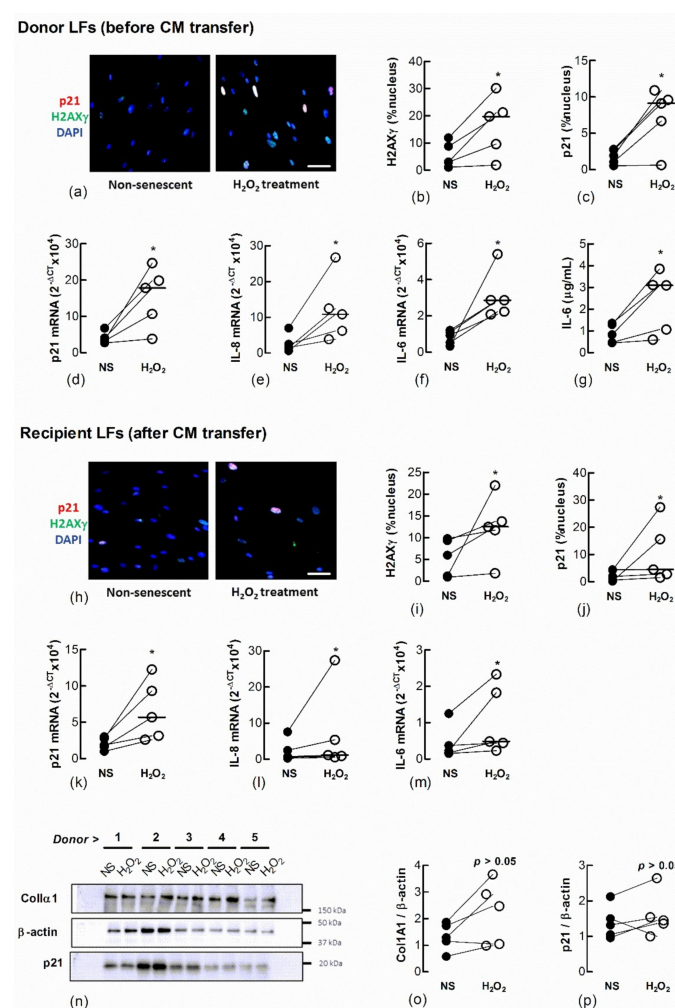 Donor LFs (before CM transfer)
p21
H2AXγ
DAPI
(a)
Non-senescent
H₂O₂ treatment
H2AXγ (%nucleus)
40
30
20
10
0
*
NS
H₂O₂
(b)
p21 (%nucleus)
15
10
5
0
*
NS
H₂O₂
(c)
p21 mRNA (2^-ΔCT x10⁴)
30
20
10
0
*
NS
H₂O₂
(d)
IL-8 mRNA (2^-ΔCT x10⁴)
30
20
10
0
*
NS
H₂O₂
(e)
IL-6 mRNA (2^-ΔCT x10⁴)
6
4
2
0
*
NS
H₂O₂
(f)
IL-6 (µg/mL)
5
4
3
2
1
0
*
NS
H₂O₂
(g)
Recipient LFs (after CM transfer)
p21
H2AXγ
DAPI
(h)
Non-senescent
H₂O₂ treatment
H2AXγ (%nucleus)
25
20
15
10
5
0
*
NS
H₂O₂
(i)
p21 (%nucleus)
40
30
20
10
0
*
NS
H₂O₂
(j)
p21 mRNA (2^-ΔCT x10⁴)
15
10
5
0
*
NS
H₂O₂
(k)
IL-8 mRNA (2^-ΔCT x10⁴)
30
20
10
0
*
NS
H₂O₂
(l)
IL-6 mRNA (2^-ΔCT x10⁴)
3
2
1
0
*
NS
H₂O₂
(m)
Donor > 1 2 3 4 5
NS H₂O₂ NS H₂O₂ NS H₂O₂ NS H₂O₂ NS H₂O₂
Collα1
150 kDa
β-actin
50 kDa
37 kDa
p21
20 kDa
(n)
Col1A1 / β-actin
4
3
2
1
0
p > 0.05
NS
H₂O₂
(o)
p21 / β-actin
3
2
1
0
p > 0.0
NS
H₂O₂
(p)